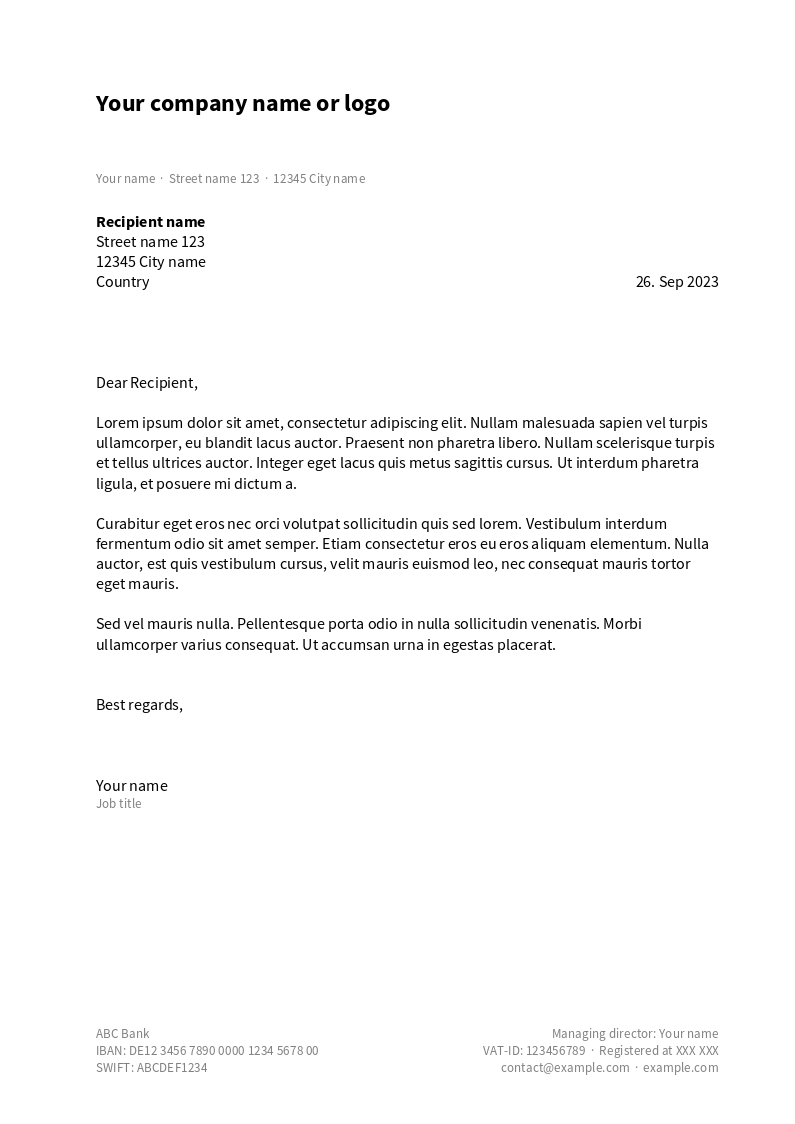 Your company name or logo
Your name · Street name 123 · 12345 City name
Recipient name
Street name 123
12345 City name
Country
26. Sep 2023
Dear Recipient,
Lorem ipsum dolor sit amet, consectetur adipiscing elit. Nullam malesuada sapien vel turpis
ullamcorper, eu blandit lacus auctor. Praesent non pharetra libero. Nullam scelerisque turpis
et tellus ultrices auctor. Integer eget lacus quis metus sagittis cursus. Ut interdum pharetra
ligula, et posuere mi dictum a.
Curabitur eget eros nec orci volutpat sollicitudin quis sed lorem. Vestibulum interdum
fermentum odio sit amet semper. Etiam consectetur eros eu eros aliquam elementum. Nulla
auctor, est quis vestibulum cursus, velit mauris euismod leo, nec consequat mauris tortor
eget mauris.
Sed vel mauris nulla. Pellentesque porta odio in nulla sollicitudin venenatis. Morbi
ullamcorper varius consequat. Ut accumsan urna in egestas placerat.
Best regards,
Your name
Job title
ABC Bank
IBAN: DE12 3456 7890 0000 1234 5678 00
SWIFT: ABCDEF1234
Managing director: Your name
VAT-ID: 123456789 · Registered at XXX XXX
contact@example.com · example.com